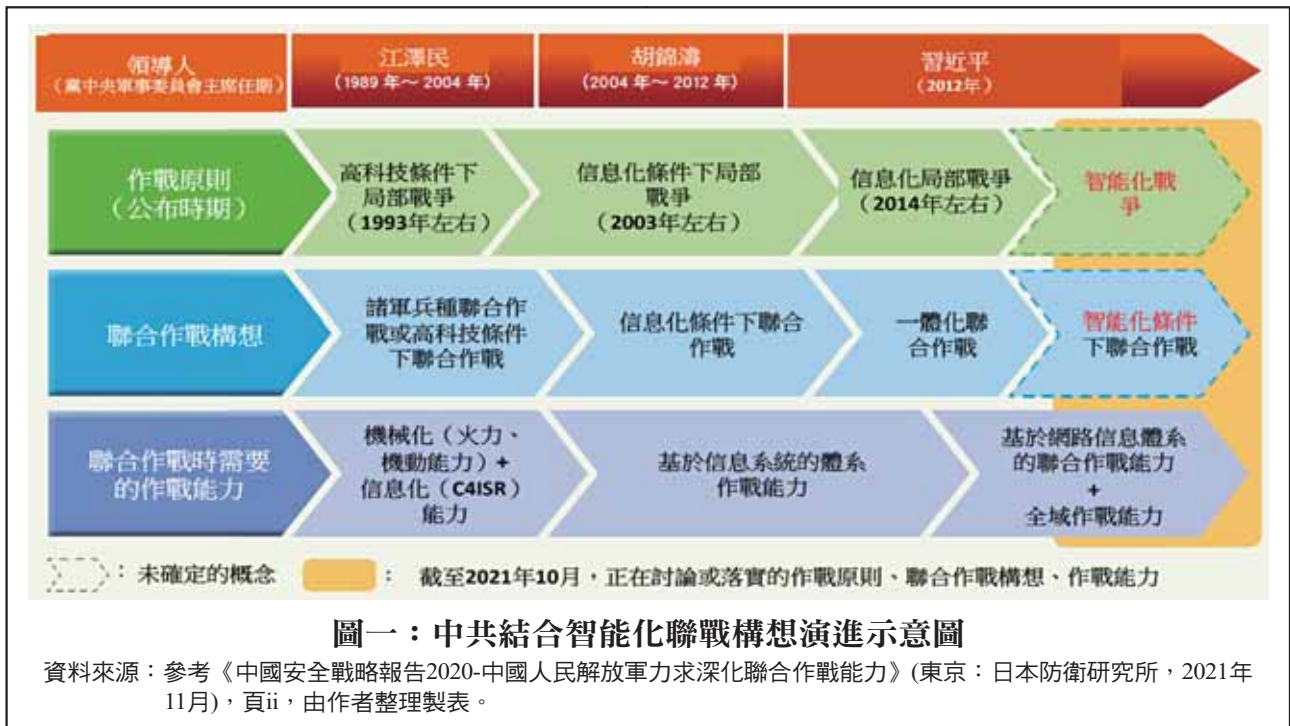 領導人
（黨中央軍事委員會主席任期）
江澤民
（1989 年～ 2004 年）
胡錦濤
（2004 年～ 2012 年）
習近平
（2012年）
作戰原則
（公布時期）
高科技條件下
局部戰爭
（1993年左右）
信息化條件下局部
戰爭
（2003年左右）
信息化局部戰爭
（2014年左右）
智能化戰
爭
聯合作戰構想
諸軍兵種聯合作
戰或高科技條件
下聯合作戰
信息化條件下聯合
作戰
一體化聯
合作戰
智能化條件
下聯合作戰
聯合作戰時需要
的作戰能力
機械化（火力、
機動能力）+
信息化（C4ISR）
能力
基於信息系統的體系
作戰能力
基於網路信息體系
的聯合作戰能力
+
全域作戰能力
：未確定的概念
： 截至2021年10月，正在討論或落實的作戰原則、聯合作戰構想、作戰能力
圖一：中共結合智能化聯戰構想演進示意圖
資料來源：參考《中國安全戰略報告2020-中國人民解放軍力求深化聯合作戰能力》(東京：日本防衛研究所，2021年
11月)，頁ii，由作者整理製表。